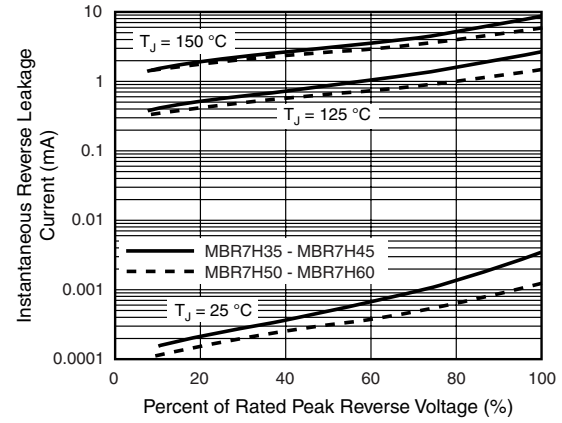 Instantaneous Reverse Leakage
Current (mA)
10
1
0.1
0.01
0.001
0.0001
T_J = 150 °C
T_J = 125 °C
MBR7H35 - MBR7H45
MBR7H50 - MBR7H60
T_J = 25 °C
0 20 40 60 80 100
Percent of Rated Peak Reverse Voltage (%)